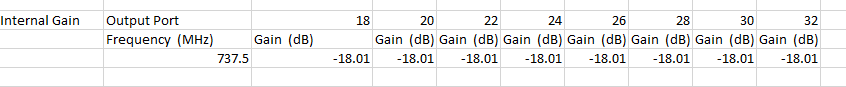 Internal Gain Output Port 18 20 22 24 26 28 30 32
Frequency (MHz) Gain (dB) Gain (dB) Gain (dB) Gain (dB) Gain (dB) Gain (dB) Gain (dB) Gain (dB)
737.5 -18.01 -18.01 -18.01 -18.01 -18.01 -18.01 -18.01 -18.01